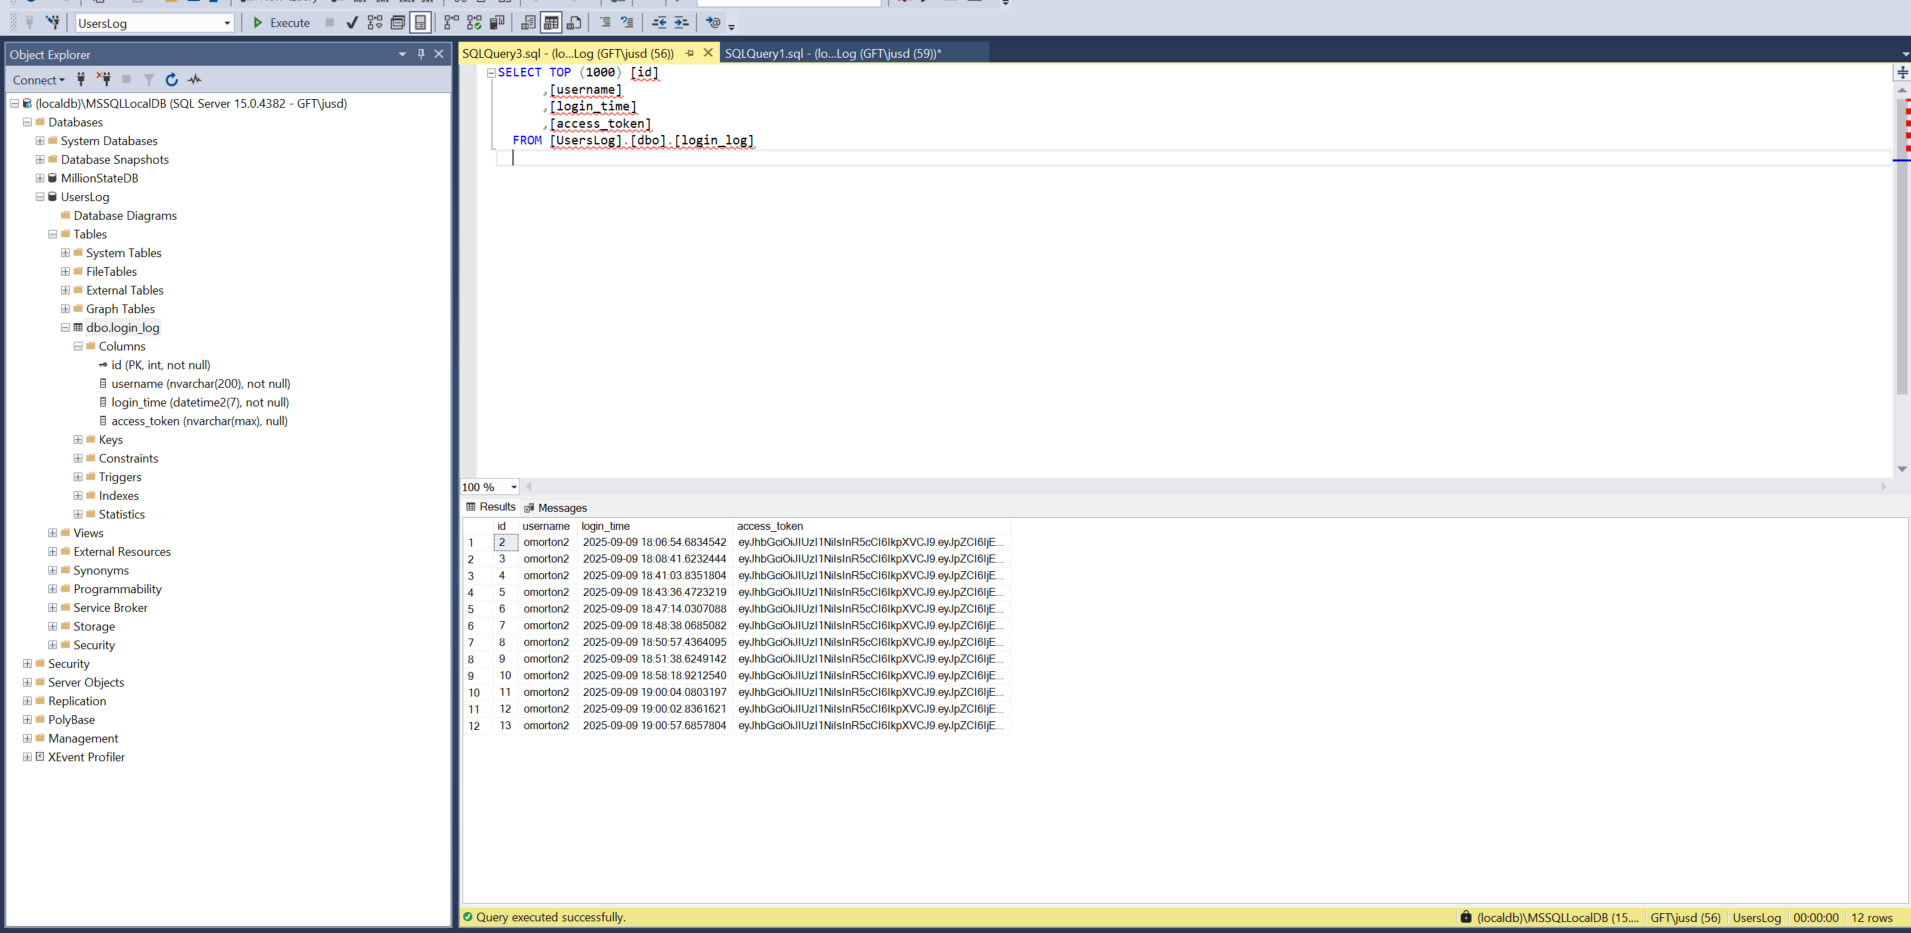 UsersLog
Execute
Object Explorer
Connect
(localdb)\MSSQLLocalDB (SQL Server 15.0.4382 - GFT\jusd)
Databases
System Databases
Database Snapshots
MillionStateDB
UsersLog
Database Diagrams
Tables
System Tables
FileTables
External Tables
Graph Tables
dbo.login_log
Columns
id (PK, int, not null)
username (nvarchar(200), not null)
login_time (datetime2(7), not null)
access_token (nvarchar(max), null)
Keys
Constraints
Triggers
Indexes
Statistics
Views
External Resources
Synonyms
Programmability
Service Broker
Storage
Security
Security
Server Objects
Replication
PolyBase
Management
XEvent Profiler
SQLQuery3.sql - (lo...Log (GFT\jusd (56)) SQLQuery1.sql - (lo...Log (GFT\jusd (59))*
SELECT TOP (1000) [id]
,[username]
,[login_time]
,[access_token]
FROM [UsersLog].[dbo].[login_log]
100 %
Results Messages
id username login_time access_token
1 2 omorton2 2025-09-09 18:06:54.6834542 eyJhbGciOiJIUzI1NiIsInR5cCI6IkpXVCJ9.eyJpZCI6IjE...
2 3 omorton2 2025-09-09 18:08:41.6232444 eyJhbGciOiJIUzI1NiIsInR5cCI6IkpXVCJ9.eyJpZCI6IjE...
3 4 omorton2 2025-09-09 18:41:03.8351804 eyJhbGciOiJIUzI1NiIsInR5cCI6IkpXVCJ9.eyJpZCI6IjE...
4 5 omorton2 2025-09-09 18:43:36.4723219 eyJhbGciOiJIUzI1NiIsInR5cCI6IkpXVCJ9.eyJpZCI6IjE...
5 6 omorton2 2025-09-09 18:47:14.0307088 eyJhbGciOiJIUzI1NiIsInR5cCI6IkpXVCJ9.eyJpZCI6IjE...
6 7 omorton2 2025-09-09 18:48:38.0685082 eyJhbGciOiJIUzI1NiIsInR5cCI6IkpXVCJ9.eyJpZCI6IjE...
7 8 omorton2 2025-09-09 18:50:57.4364095 eyJhbGciOiJIUzI1NiIsInR5cCI6IkpXVCJ9.eyJpZCI6IjE...
8 9 omorton2 2025-09-09 18:51:38.6249142 eyJhbGciOiJIUzI1NiIsInR5cCI6IkpXVCJ9.eyJpZCI6IjE...
9 10 omorton2 2025-09-09 18:58:18.9212540 eyJhbGciOiJIUzI1NiIsInR5cCI6IkpXVCJ9.eyJpZCI6IjE...
10 11 omorton2 2025-09-09 19:00:04.0803197 eyJhbGciOiJIUzI1NiIsInR5cCI6IkpXVCJ9.eyJpZCI6IjE...
11 12 omorton2 2025-09-09 19:00:02.8361621 eyJhbGciOiJIUzI1NiIsInR5cCI6IkpXVCJ9.eyJpZCI6IjE...
12 13 omorton2 2025-09-09 19:00:57.6857804 eyJhbGciOiJIUzI1NiIsInR5cCI6IkpXVCJ9.eyJpZCI6IjE...
Query executed successfully. (localdb)\MSSQLLocalDB (15.... GFT\jusd (56) UsersLog 00:00:00 12 rows